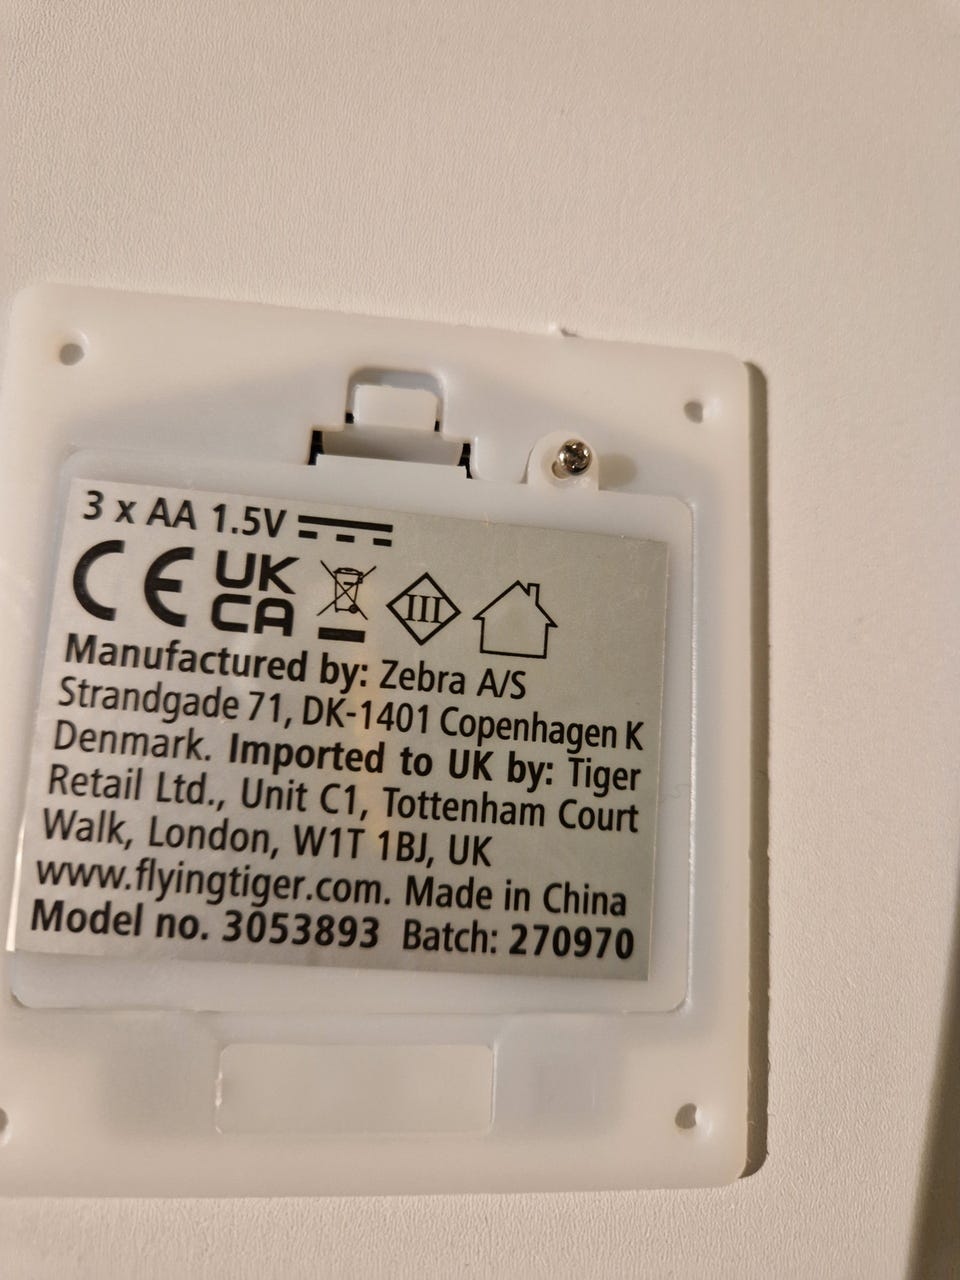 3 x AA 1.5V
CE UK CA III
Manufactured by: Zebra A/S
Strandgade 71, DK-1401 Copenhagen K
Denmark. Imported to UK by: Tiger
Retail Ltd., Unit C1, Tottenham Court
Walk, London, W1T 1BJ, UK
www.flyingtiger.com. Made in China
Model no. 3053893 Batch: 270970